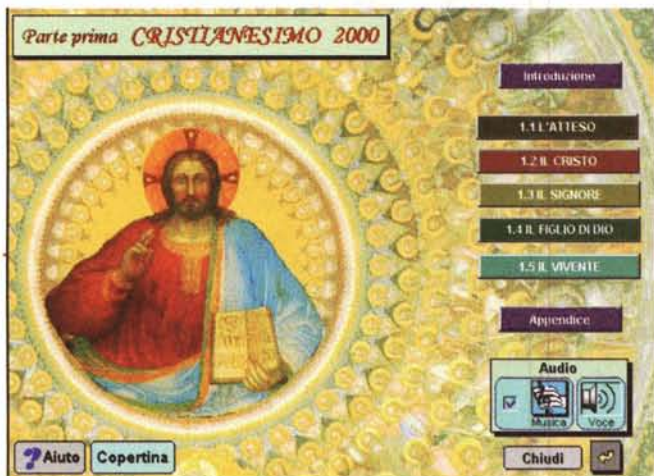 Parte prima CRISTIANESIMO 2000
Introduzione
1.1 L'ATTESO
1.2 IL CRISTO
1.3 IL SIGNORE
1.4 IL FIGLIO DI DIO
1.5 IL VIVENTE
Appendice
Audio
Musica Voce
? Aiuto Copertina Chiudi